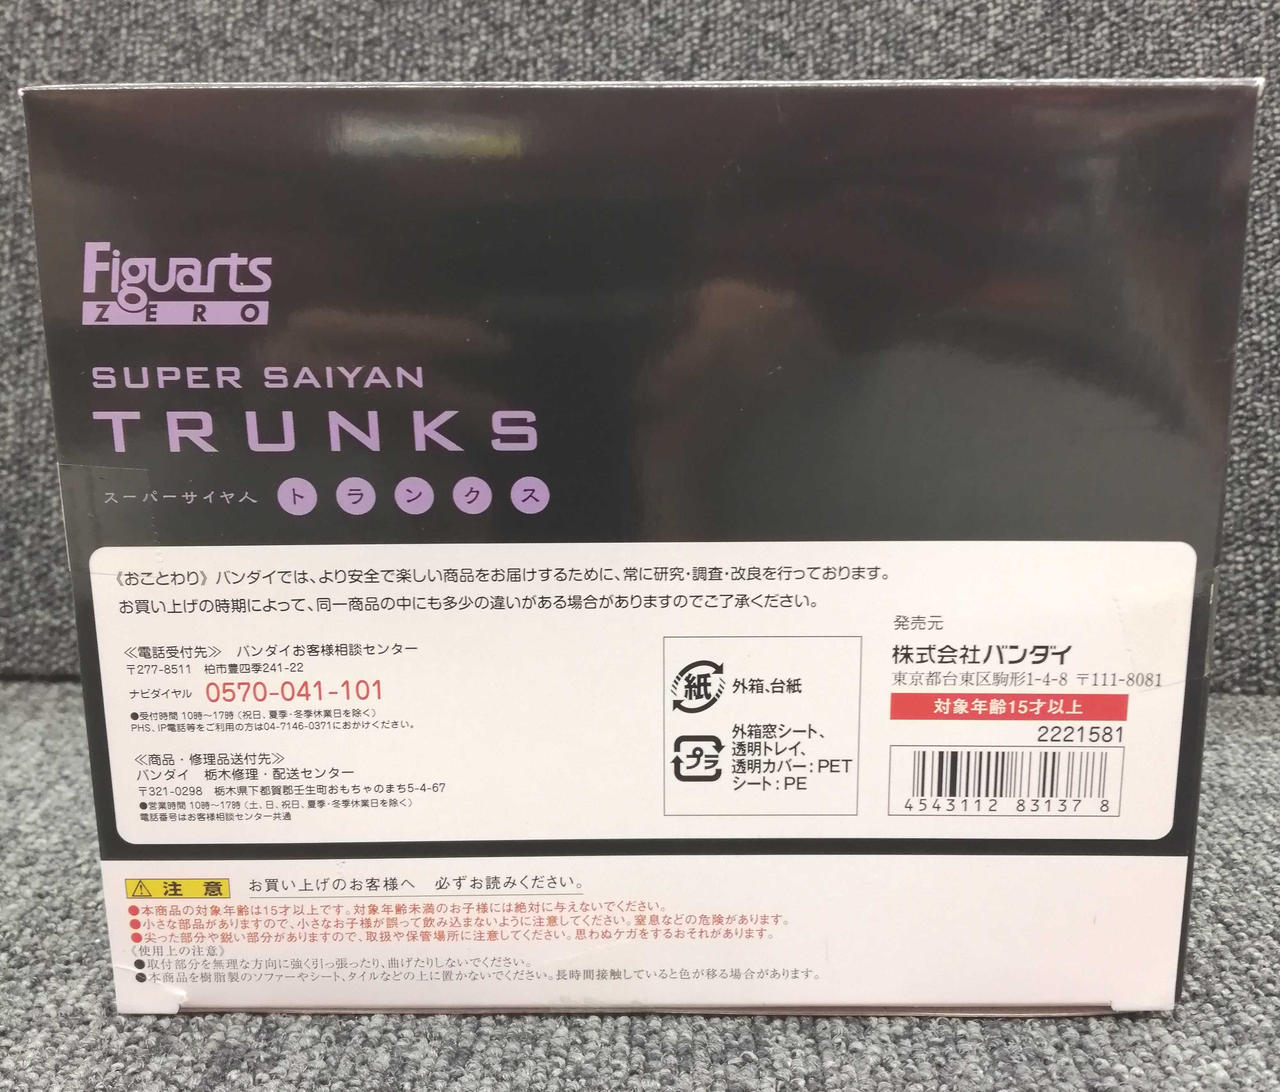 Figuarts
ZERO
SUPER SAIYAN
TRUNKS
スーパーサイヤ人 トランクス
《おことわり》バンダイでは、より安全で楽しい商品をお届けするために、常に研究・調査・改良を行っております。
お買い上げの時期によって、同一商品の中にも多少の違いがある場合がありますのでご了承ください。
≪電話受付先≫ バンダイお客様相談センター
〒277-8511 柏市豊四季241-22
ナビダイヤル 0570-041-101
●受付時間 10時〜17時(祝日、夏季・冬季休業日を除く)
PHS、IP電話等をご利用の方は04-7146-0371におかけください。
≪商品・修理品送付先≫
バンダイ 栃木修理・配送センター
〒321-0298 栃木県下都賀郡壬生町おもちゃのまち5-4-67
●営業時間 10時〜17時(土、日、祝日、夏季・冬季休業日を除く)
電話番号はお客様相談センター共通
紙 外箱、台紙
プラ 外箱窓シート、
透明トレイ、
透明カバー:PET
シート:PE
発売元
株式会社バンダイ
東京都台東区駒形1-4-8 〒111-8081
対象年齢15才以上
2221581
4543112 83137 8
注意 お買い上げのお客様へ 必ずお読みください。
●本商品の対象年齢は15才以上です。対象年齢未満のお子様には絶対に与えないでください。
●小さな部品がありますので、小さなお子様が誤って飲み込まないように注意してください。窒息などの危険があります。
●尖った部分や鋭い部分がありますので、取扱や保管場所に注意してください。思わぬケガをするおそれがあります。
《使用上の注意》
●取付部分を無理な方向に強く引っ張ったり、曲げたりしないでください。
●本商品を樹脂製のソファーやシート、タイルなどの上に置かないでください。長時間接触していると色が移る場合があります。